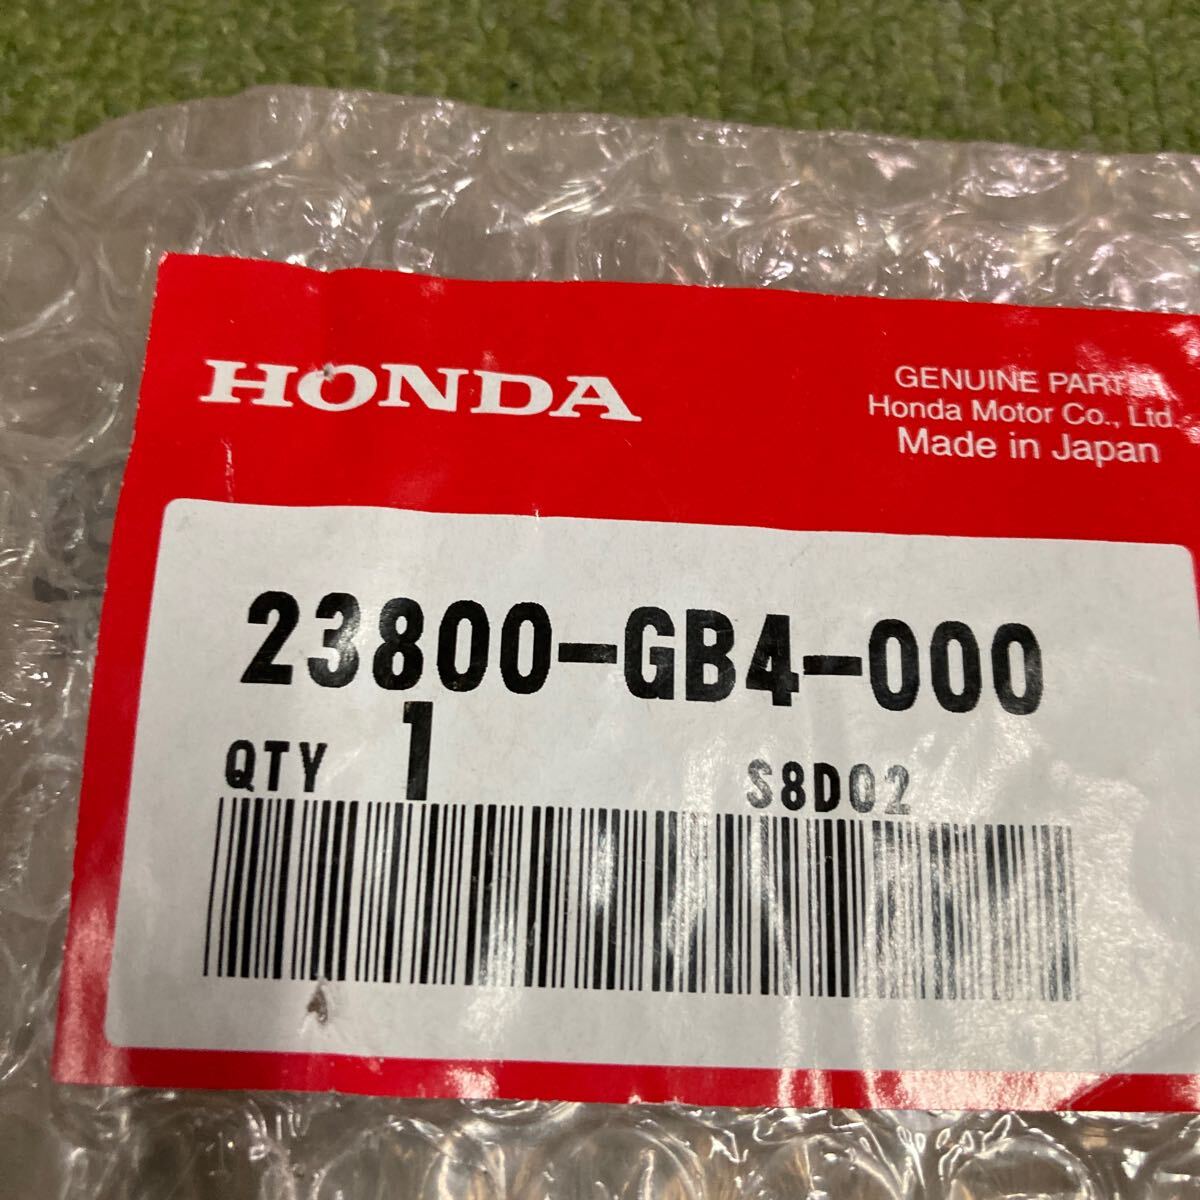 HONDA
GENUINE PARTS
Honda Motor Co., Ltd.
Made in Japan
23800-GB4-000
QTY 1 S8D02